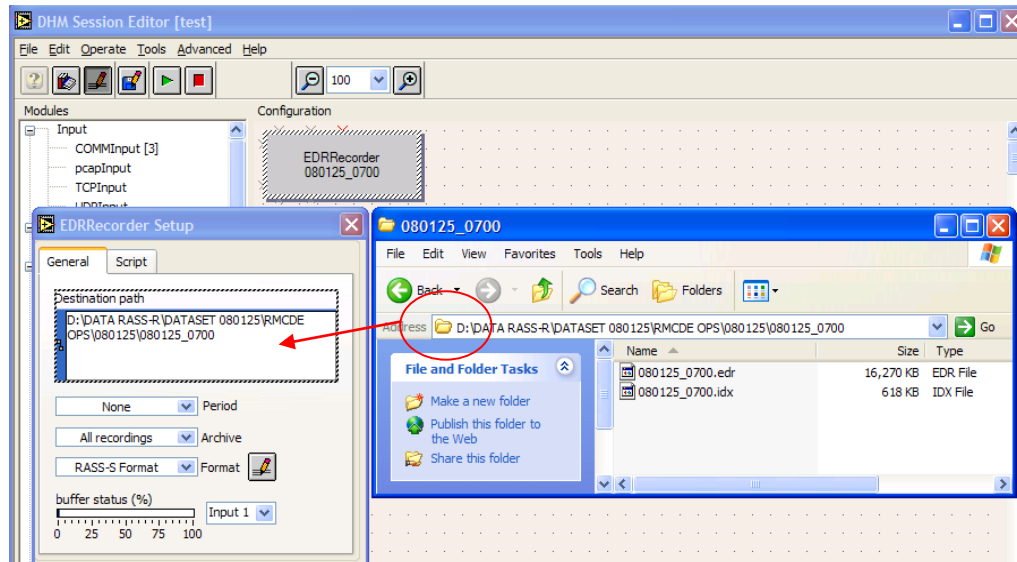 DHM Session Editor [test]
File Edit Operate Tools Advanced Help
100
Modules
Configuration
Input
COMMInput [3]
pcapInput
TCPInput
UDPInput
EDRRecorder
080125_0700
EDRRecorder Setup
General Script
Destination path
D:\DATA RASS-R\DATASET 080125\RMCDE
OPS\080125\080125_0700
None Period
All recordings Archive
RASS-S Format Format
buffer status (%)
Input 1
0 25 50 75 100
080125_0700
File Edit View Favorites Tools Help
Back Search Folders
Address D:\DATA RASS-R\DATASET 080125\RMCDE OPS\080125\080125_0700 Go
File and Folder Tasks
Make a new folder
Publish this folder to
the Web
Share this folder
Name Size Type
080125_0700.edr 16,270 KB EDR File
080125_0700.idx 618 KB IDX File